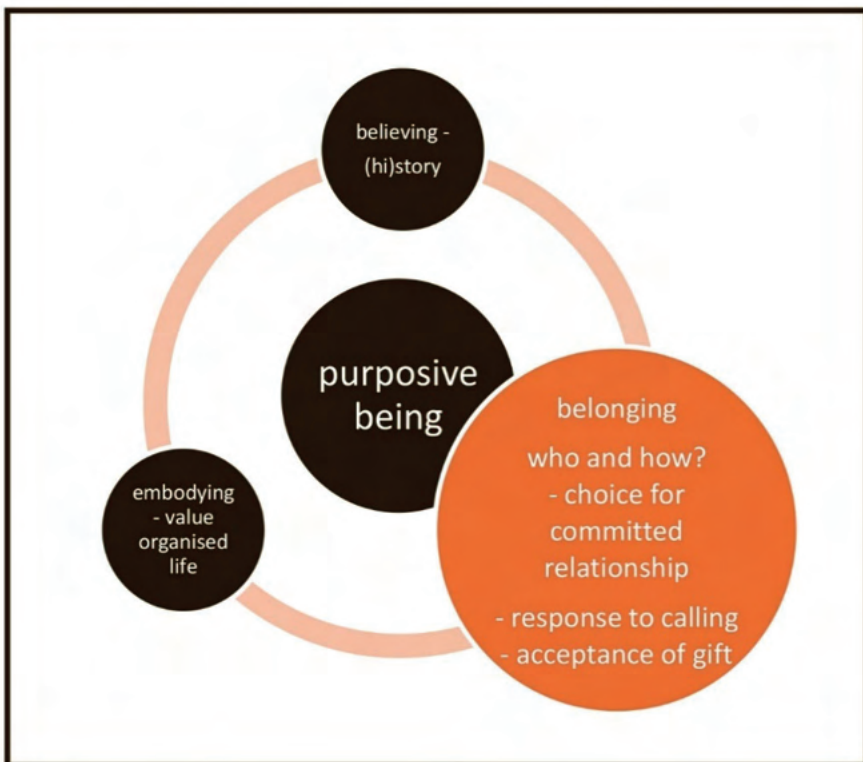 believing -
(hi)story
purposive
being
belonging
who and how?
- choice for
committed
relationship
- response to calling
- acceptance of gift
embodying
- value
organised
life